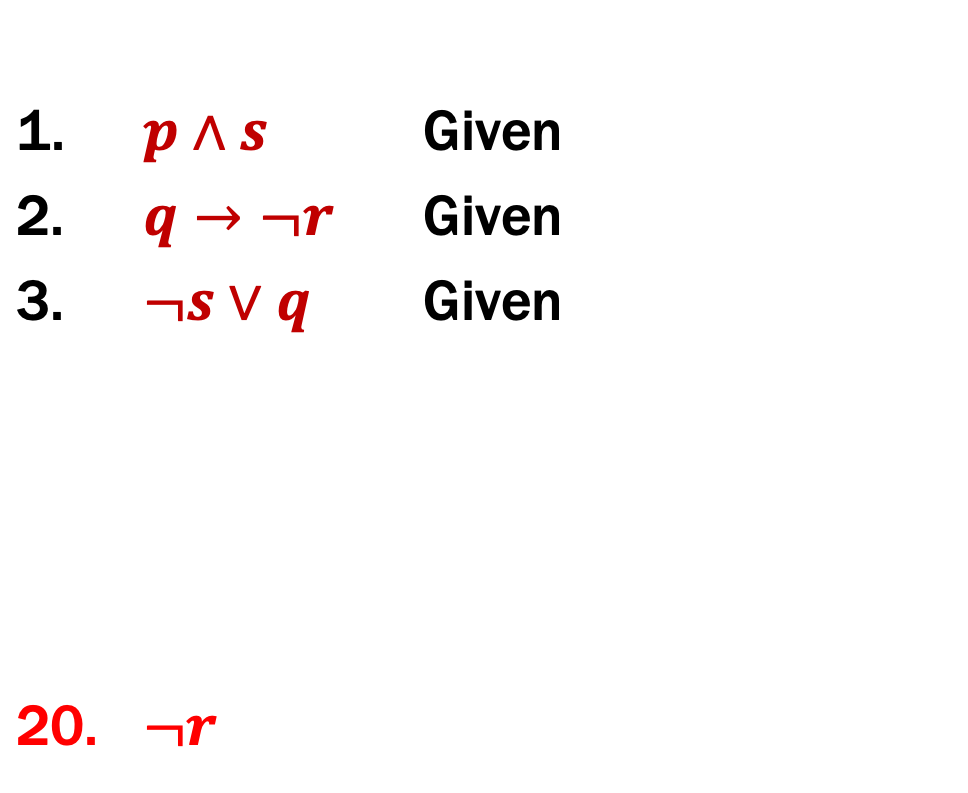 1. p ∧ s Given
2. q → ¬r Given
3. ¬s ∨ q Given
20. ¬r